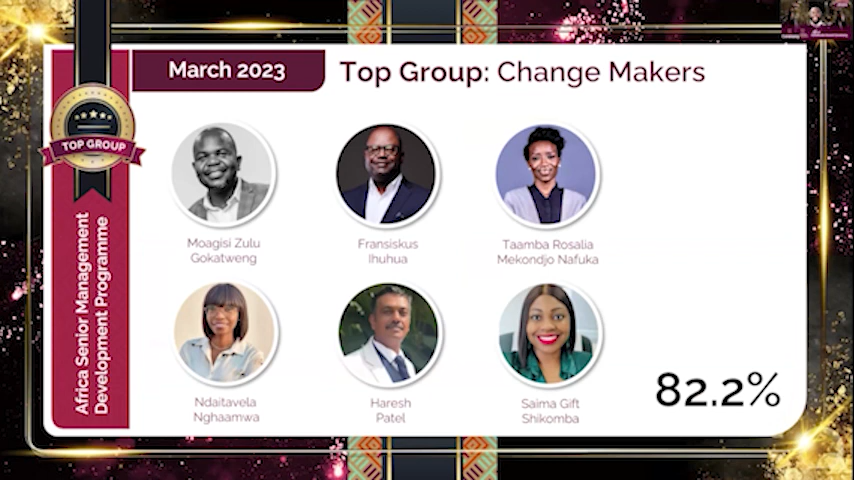 March 2023
Top Group: Change Makers
TOP GROUP
Africa Senior Management
Development Programme
Moagisi Zulu
Gokatweng
Fransiskus
Ihuhua
Taamba Rosalia
Mekondjo Nafuka
Ndaitavela
Nghaamwa
Haresh
Patel
Saima Gift
Shikomba
82.2%